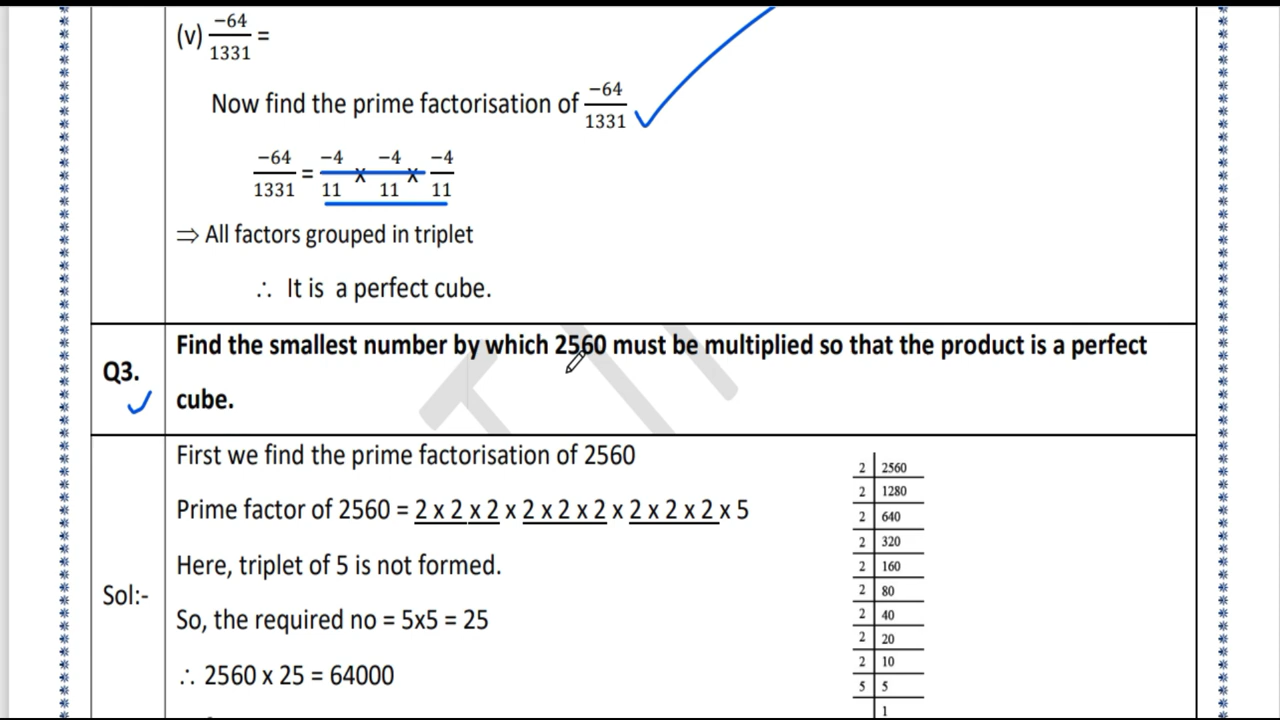 (v) −64/1331 =
Now find the prime factorisation of −64/1331
−64/1331 = −4/11 x −4/11 x −4/11
⇒ All factors grouped in triplet
∴ It is a perfect cube.
Q3.
Find the smallest number by which 2560 must be multiplied so that the product is a perfect
cube.
Sol:-
First we find the prime factorisation of 2560
Prime factor of 2560 = 2 x 2 x 2 x 2 x 2 x 2 x 2 x 2 x 2 x 5
Here, triplet of 5 is not formed.
So, the required no = 5x5 = 25
∴ 2560 x 25 = 64000
2 2560
2 1280
2 640
2 320
2 160
2 80
2 40
2 20
2 10
5 5
1